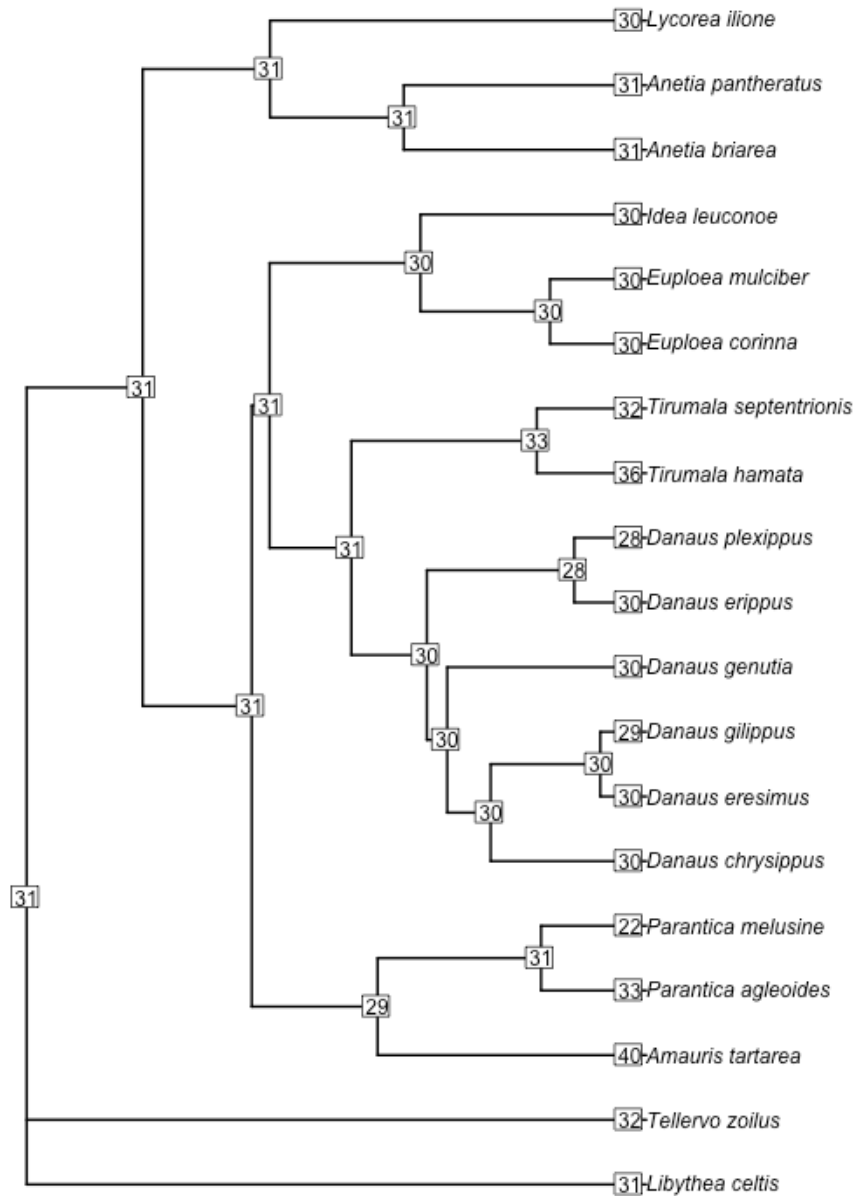 30 Lycorea ilione
31
31 Anetia pantheratus
31
31 Anetia briarea
30 Idea leuconoe
30
30 Euploea mulciber
30
30 Euploea corinna
31
31
32 Tirumala septentrionis
33
36 Tirumala hamata
28 Danaus plexippus
31
28
30 Danaus erippus
30
30 Danaus genutia
31
29 Danaus gilippus
30
30
30 Danaus eresimus
30
30 Danaus chrysippus
31
22 Parantica melusine
31
33 Parantica agleoides
29
40 Amauris tartarea
32 Tellervo zoilus
31 Libythea celtis